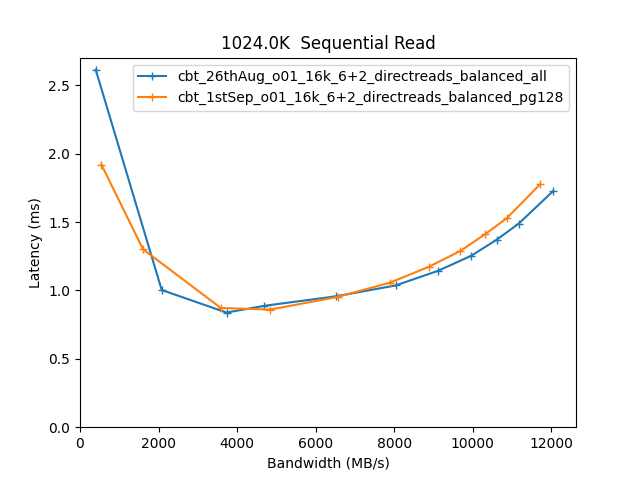 1024.0K  Sequential Read
cbt_26thAug_o01_16k_6+2_directreads_balanced_all
cbt_1stSep_o01_16k_6+2_directreads_balanced_pg128
Latency (ms)
2.5
2.0
1.5
1.0
0.5
0.0
0 2000 4000 6000 8000 10000 12000
Bandwidth (MB/s)